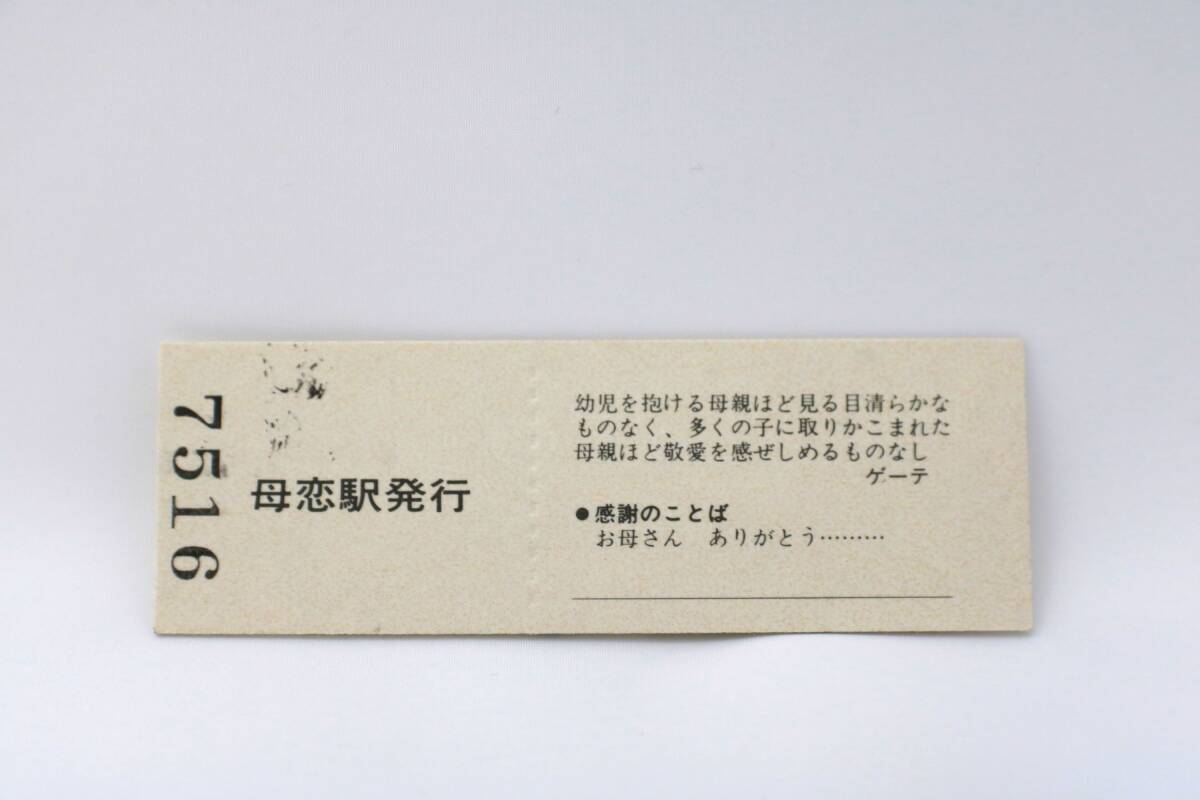 7516
母恋駅発行
幼児を抱ける母親ほど見る目清らかな
ものなく、多くの子に取りかこまれた
母親ほど敬愛を感ぜしめるものなし
ゲーテ
●感謝のことば
お母さん　ありがとう………